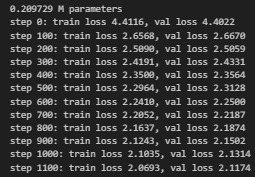 0.209729 M parameters
step 0: train loss 4.4116, val loss 4.4022
step 100: train loss 2.6568, val loss 2.6670
step 200: train loss 2.5090, val loss 2.5059
step 300: train loss 2.4191, val loss 2.4331
step 400: train loss 2.3500, val loss 2.3564
step 500: train loss 2.2964, val loss 2.3128
step 600: train loss 2.2410, val loss 2.2500
step 700: train loss 2.2052, val loss 2.2187
step 800: train loss 2.1637, val loss 2.1874
step 900: train loss 2.1243, val loss 2.1502
step 1000: train loss 2.1035, val loss 2.1314
step 1100: train loss 2.0693, val loss 2.1174